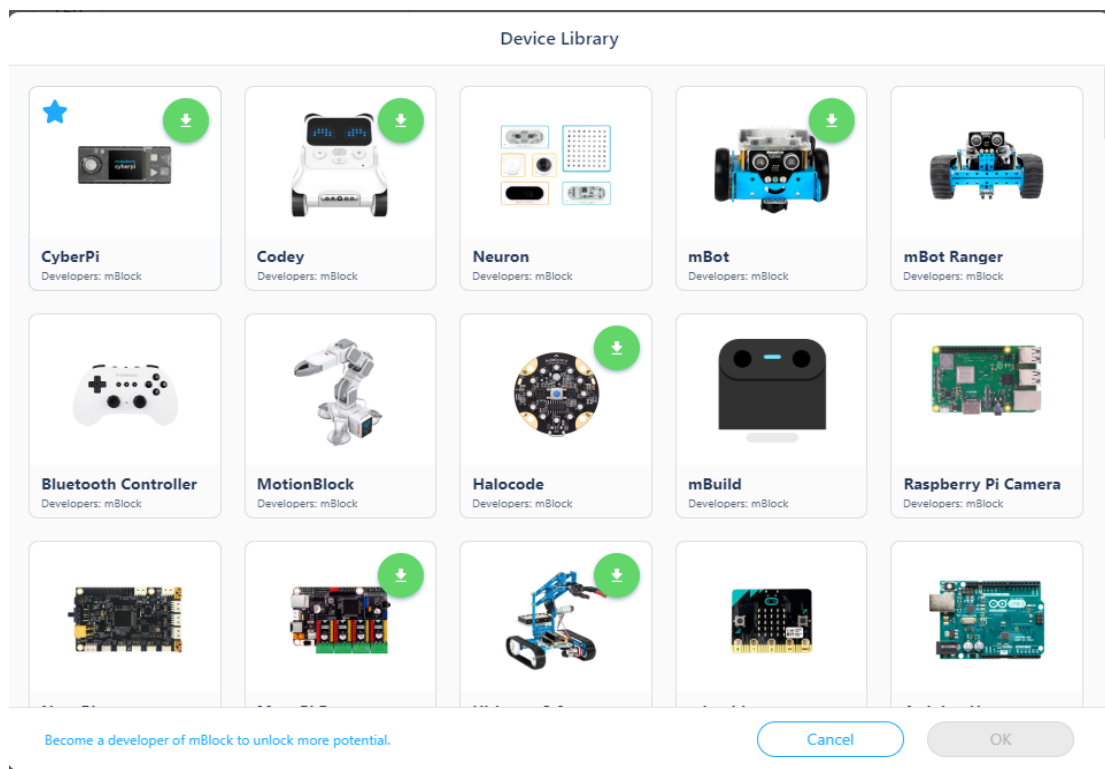 Device Library
cyberpi
CyberPi
Developers: mBlock
Codey
Developers: mBlock
Neuron
Developers: mBlock
mBot
Developers: mBlock
mBot Ranger
Developers: mBlock
Bluetooth Controller
Developers: mBlock
MotionBlock
Developers: mBlock
Halocode
Developers: mBlock
mBuild
Developers: mBlock
Raspberry Pi Camera
Developers: mBlock
Become a developer of mBlock to unlock more potential.
Cancel
OK